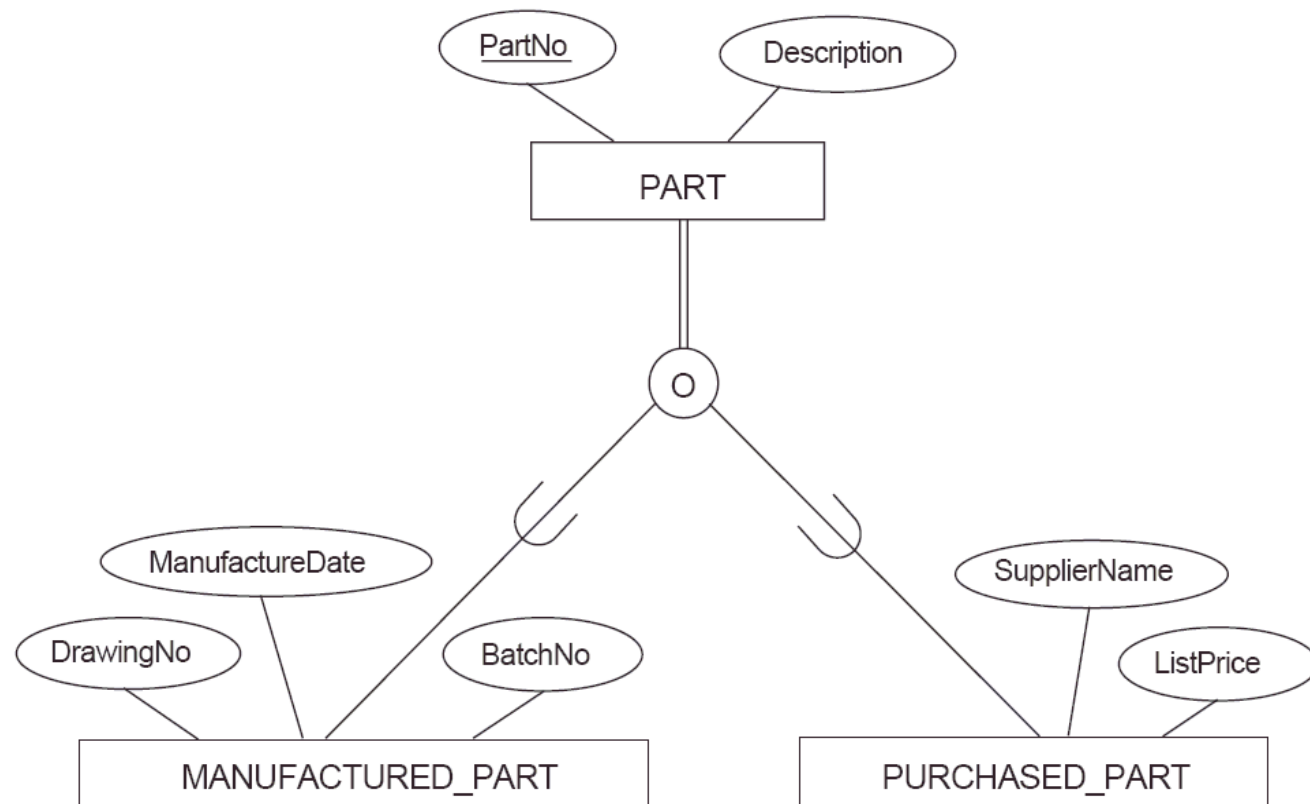 PartNo
Description
PART
O
ManufactureDate
SupplierName
DrawingNo
BatchNo
ListPrice
MANUFACTURED_PART
PURCHASED_PART